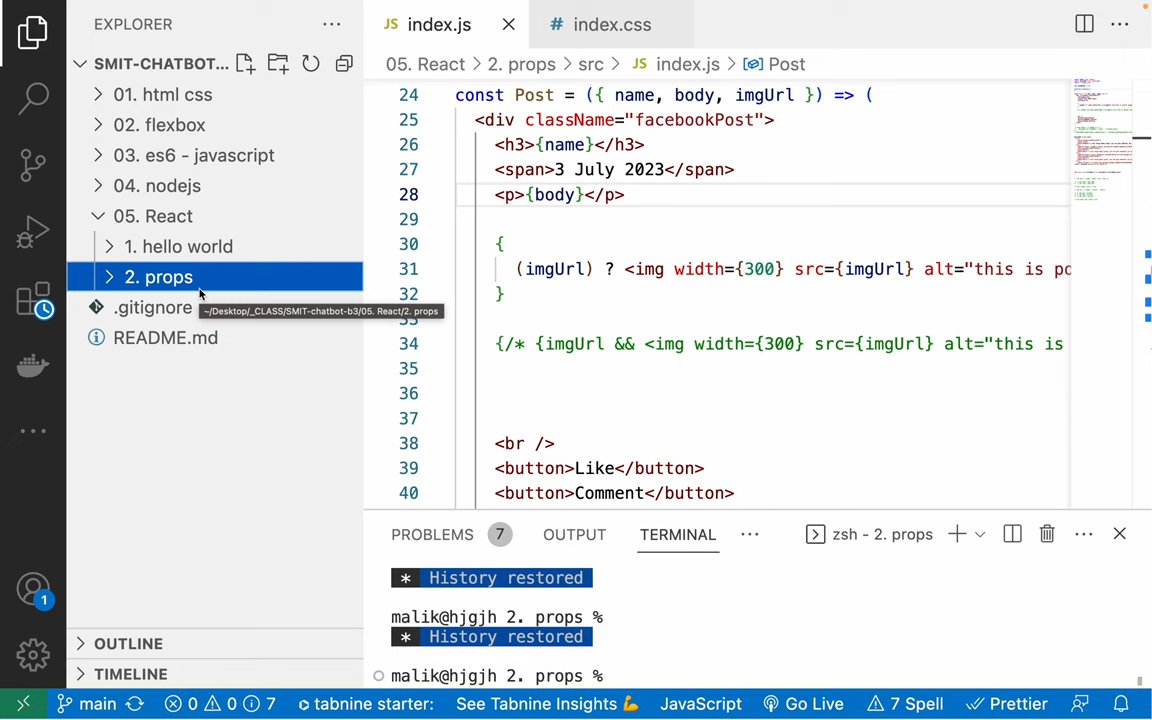 EXPLORER
SMIT-CHATBOT...
01. html css
02. flexbox
03. es6 - javascript
04. nodejs
05. React
1. hello world
2. props
.gitignore
~/Desktop/_CLASS/SMIT-chatbot-b3/05. React/2. props
README.md
OUTLINE
TIMELINE
1
JS index.js
# index.css
05. React > 2. props > src > JS index.js > Post
24 const Post = ({ name, body, imgUrl }) => (
25 <div className="facebookPost">
26 <h3>{name}</h3>
27 <span>3 July 2023</span>
28 <p>{body}</p>
29
30 {
31 (imgUrl) ? <img width={300} src={imgUrl} alt="this is po
32 }
33
34 {/* {imgUrl && <img width={300} src={imgUrl} alt="this is
35
36
37
38 <br />
39 <button>Like</button>
40 <button>Comment</button>
PROBLEMS 7 OUTPUT TERMINAL ... zsh - 2. props
* History restored
malik@hjgjh 2. props %
* History restored
malik@hjgjh 2. props %
main 0 0 7 tabnine starter: See Tabnine Insights 💪 JavaScript Go Live 7 Spell Prettier